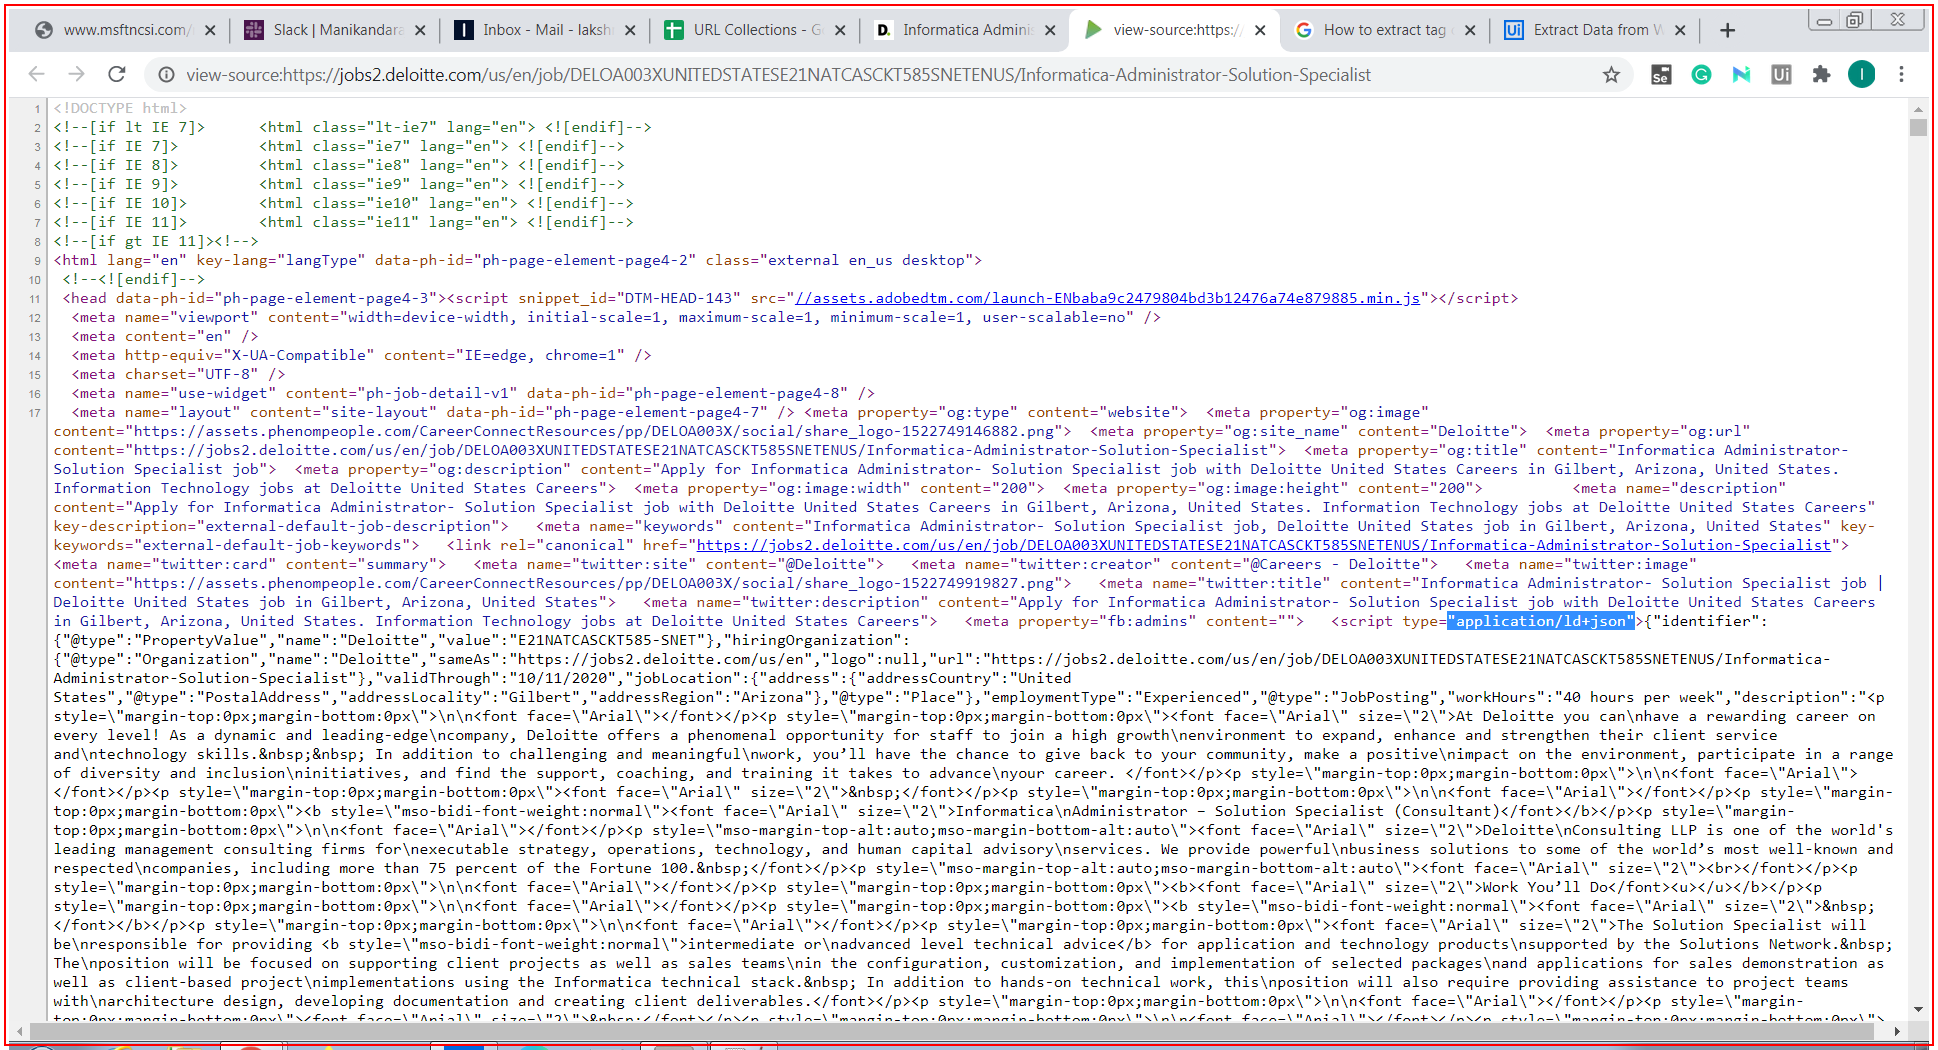 www.msftncsi.com/
Slack | Manikandara
Inbox - Mail - laksh
URL Collections - G
Informatica Adminis
view-source:https:/
How to extract tag
Extract Data from W
view-source:https://jobs2.deloitte.com/us/en/job/DELOA003XUNITEDSTATESE21NATCASCKT585SNETENUS/Informatica-Administrator-Solution-Specialist
1 <!DOCTYPE html>
2 <!--[if lt IE 7]>      <html class="lt-ie7" lang="en"> <![endif]-->
3 <!--[if IE 7]>         <html class="ie7" lang="en"> <![endif]-->
4 <!--[if IE 8]>         <html class="ie8" lang="en"> <![endif]-->
5 <!--[if IE 9]>         <html class="ie9" lang="en"> <![endif]-->
6 <!--[if IE 10]>        <html class="ie10" lang="en"> <![endif]-->
7 <!--[if IE 11]>        <html class="ie11" lang="en"> <![endif]-->
8 <!--[if gt IE 11]><!-->
9 <html lang="en" key-lang="langType" data-ph-id="ph-page-element-page4-2" class="external en_us desktop">
10 <!--<![endif]-->
11 <head data-ph-id="ph-page-element-page4-3"><script snippet_id="DTM-HEAD-143" src="//assets.adobedtm.com/launch-ENbaba9c2479804bd3b12476a74e879885.min.js"></script>
12 <meta name="viewport" content="width=device-width, initial-scale=1, maximum-scale=1, minimum-scale=1, user-scalable=no" />
13 <meta content="en" />
14 <meta http-equiv="X-UA-Compatible" content="IE=edge, chrome=1" />
15 <meta charset="UTF-8" />
16 <meta name="use-widget" content="ph-job-detail-v1" data-ph-id="ph-page-element-page4-8" />
17 <meta name="layout" content="site-layout" data-ph-id="ph-page-element-page4-7" /> <meta property="og:type" content="website">  <meta property="og:image"
content="https://assets.phenompeople.com/CareerConnectResources/pp/DELOA003X/social/share_logo-1522749146882.png">  <meta property="og:site_name" content="Deloitte">  <meta property="og:url"
content="https://jobs2.deloitte.com/us/en/job/DELOA003XUNITEDSTATESE21NATCASCKT585SNETENUS/Informatica-Administrator-Solution-Specialist">  <meta property="og:title" content="Informatica Administrator-
Solution Specialist job">  <meta property="og:description" content="Apply for Informatica Administrator- Solution Specialist job with Deloitte United States Careers in Gilbert, Arizona, United States.
Information Technology jobs at Deloitte United States Careers">  <meta property="og:image:width" content="200">  <meta property="og:image:height" content="200">          <meta name="description"
content="Apply for Informatica Administrator- Solution Specialist job with Deloitte United States Careers in Gilbert, Arizona, United States. Information Technology jobs at Deloitte United States Careers"
key-description="external-default-job-description">   <meta name="keywords" content="Informatica Administrator- Solution Specialist job, Deloitte United States job in Gilbert, Arizona, United States" key-
keywords="external-default-job-keywords">   <link rel="canonical" href="https://jobs2.deloitte.com/us/en/job/DELOA003XUNITEDSTATESE21NATCASCKT585SNETENUS/Informatica-Administrator-Solution-Specialist">
<meta name="twitter:card" content="summary">   <meta name="twitter:site" content="@Deloitte">   <meta name="twitter:creator" content="@Careers - Deloitte">   <meta name="twitter:image"
content="https://assets.phenompeople.com/CareerConnectResources/pp/DELOA003X/social/share_logo-1522749919827.png">   <meta name="twitter:title" content="Informatica Administrator- Solution Specialist job |
Deloitte United States job in Gilbert, Arizona, United States">   <meta name="twitter:description" content="Apply for Informatica Administrator- Solution Specialist job with Deloitte United States Careers
in Gilbert, Arizona, United States. Information Technology jobs at Deloitte United States Careers">   <meta property="fb:admins" content="">   <script type="application/ld+json">{"identifier":
{"@type":"PropertyValue","name":"Deloitte","value":"E21NATCASCKT585-SNET"},"hiringOrganization":
{"@type":"Organization","name":"Deloitte","sameAs":"https://jobs2.deloitte.com/us/en","logo":null,"url":"https://jobs2.deloitte.com/us/en/job/DELOA003XUNITEDSTATESE21NATCASCKT585SNETENUS/Informatica-
Administrator-Solution-Specialist"},"validThrough":"10/11/2020","jobLocation":{"address":{"addressCountry":"United
States","@type":"PostalAddress","addressLocality":"Gilbert","addressRegion":"Arizona"},"@type":"Place"},"employmentType":"Experienced","@type":"JobPosting","workHours":"40 hours per week","description":"<p
style=\"margin-top:0px;margin-bottom:0px\">\n\n<font face=\"Arial\"></font></p><p style=\"margin-top:0px;margin-bottom:0px\"><font face=\"Arial\" size=\"2\">At Deloitte you can\nhave a rewarding career on
every level! As a dynamic and leading-edge\ncompany, Deloitte offers a phenomenal opportunity for staff to join a high growth\nenvironment to expand, enhance and strengthen their client service
and\ntechnology skills.&nbsp;&nbsp; In addition to challenging and meaningful\nwork, you’ll have the chance to give back to your community, make a positive\nimpact on the environment, participate in a range
of diversity and inclusion\ninitiatives, and find the support, coaching, and training it takes to advance\nyour career. </font></p><p style=\"margin-top:0px;margin-bottom:0px\">\n\n<font face=\"Arial\">
</font></p><p style=\"margin-top:0px;margin-bottom:0px\"><font face=\"Arial\" size=\"2\">&nbsp;</font></p><p style=\"margin-top:0px;margin-bottom:0px\">\n\n<font face=\"Arial\"></font></p><p style=\"margin-
top:0px;margin-bottom:0px\"><b style=\"mso-bidi-font-weight:normal\"><font face=\"Arial\" size=\"2\">Informatica\nAdministrator – Solution Specialist (Consultant)</font></b></p><p style=\"margin-
top:0px;margin-bottom:0px\">\n\n<font face=\"Arial\"></font></p><p style=\"mso-margin-top-alt:auto;mso-margin-bottom-alt:auto\"><font face=\"Arial\" size=\"2\">Deloitte\nConsulting LLP is one of the world's
leading management consulting firms for\nexecutable strategy, operations, technology, and human capital advisory\nservices. We provide powerful\nbusiness solutions to some of the world’s most well-known and
respected\ncompanies, including more than 75 percent of the Fortune 100.&nbsp;</font></p><p style=\"mso-margin-top-alt:auto;mso-margin-bottom-alt:auto\"><font face=\"Arial\" size=\"2\"><br></font></p><p
style=\"margin-top:0px;margin-bottom:0px\">\n\n<font face=\"Arial\"></font></p><p style=\"margin-top:0px;margin-bottom:0px\"><b><font face=\"Arial\" size=\"2\">Work You’ll Do</font><u></u></b></p><p
style=\"margin-top:0px;margin-bottom:0px\">\n\n<font face=\"Arial\"></font></p><p style=\"margin-top:0px;margin-bottom:0px\"><b style=\"mso-bidi-font-weight:normal\"><font face=\"Arial\" size=\"2\">&nbsp;
</font></b></p><p style=\"margin-top:0px;margin-bottom:0px\">\n\n<font face=\"Arial\"></font></p><p style=\"margin-top:0px;margin-bottom:0px\"><font face=\"Arial\" size=\"2\">The Solution Specialist will
be\nresponsible for providing <b style=\"mso-bidi-font-weight:normal\">intermediate or\nadvanced level technical advice</b> for application and technology products\nsupported by the Solutions Network.&nbsp;
The\nposition will be focused on supporting client projects as well as sales teams\nin the configuration, customization, and implementation of selected packages\nand applications for sales demonstration as
well as client-based project\nimplementations using the Informatica technical stack.&nbsp; In addition to hands-on technical work, this\nposition will also require providing assistance to project teams
with\narchitecture design, developing documentation and creating client deliverables.</font></p><p style=\"margin-top:0px;margin-bottom:0px\">\n\n<font face=\"Arial\"></font></p><p style=\"margin-
top:0px;margin-bottom:0px\"><font face=\"Arial\" size=\"2\">&nbsp;</font></p><p style=\"margin-top:0px;margin-bottom:0px\">\n\n<font face=\"Arial\"></font></p><p style=\"margin-top:0px;margin-bottom:0px\">